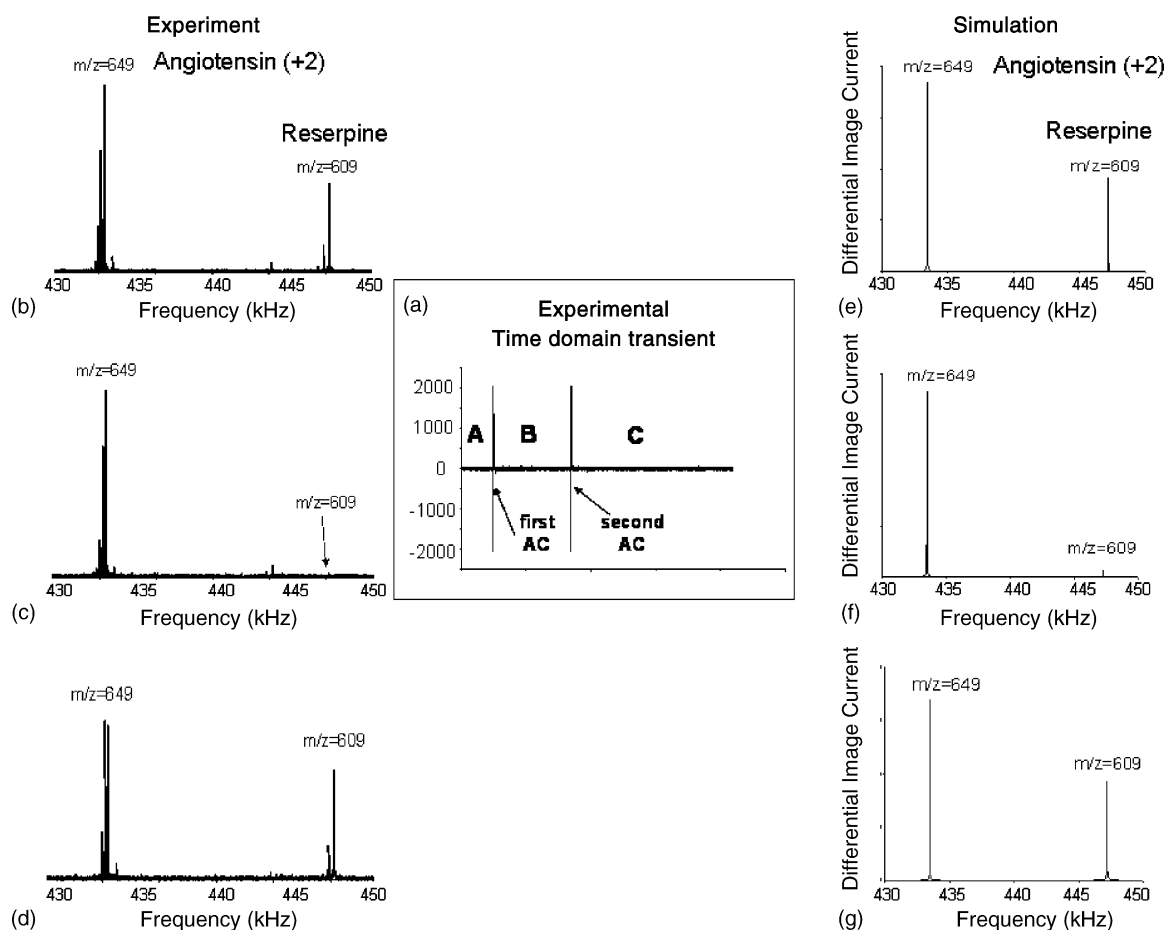 Experiment
m/z=649
Angiotensin (+2)
Reserpine
m/z=609
430
435
440
445
450
(b)
Frequency (kHz)
m/z=649
m/z=609
430
435
440
445
450
(c)
Frequency (kHz)
m/z=649
m/z=609
430
435
440
445
450
(d)
Frequency (kHz)
(a)
Experimental
Time domain transient
2000
1000
0
-1000
-2000
A
B
C
first
AC
second
AC
Simulation
Differential Image Current
m/z=649
Angiotensin (+2)
Reserpine
m/z=609
430
435
440
445
450
(e)
Frequency (kHz)
Differential Image Current
m/z=649
m/z=609
430
435
440
445
450
(f)
Frequency (kHz)
Differential Image Current
m/z=649
m/z=609
430
435
440
445
450
(g)
Frequency (kHz)